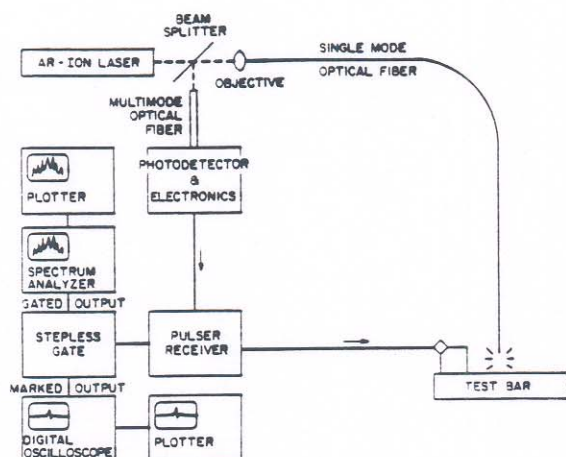 BEAM
SPLITTER
AR-ION LASER
OBJECTIVE
SINGLE MODE
OPTICAL FIBER
MULTIMODE
OPTICAL
FIBER
PHOTODETECTOR
&
ELECTRONICS
PLOTTER
SPECTRUM
ANALYZER
GATED OUTPUT
STEPLESS
GATE
PULSER
RECEIVER
MARKED OUTPUT
TEST BAR
DIGITAL
OSCILLOSCOPE
PLOTTER